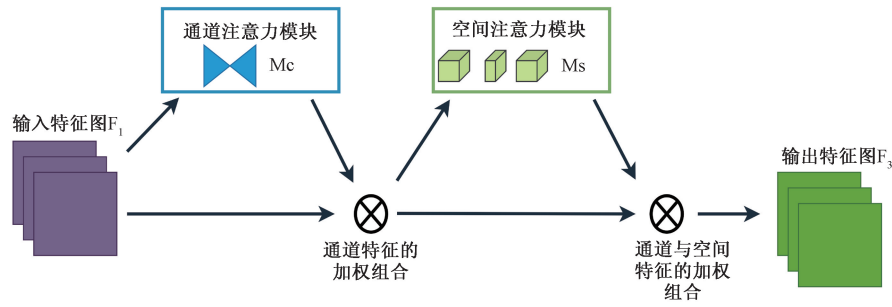 通道注意力模块
Mc
空间注意力模块
Ms
输入特征图F₁
输出特征图F₃
通道特征的
加权组合
通道与空间
特征的加权
组合